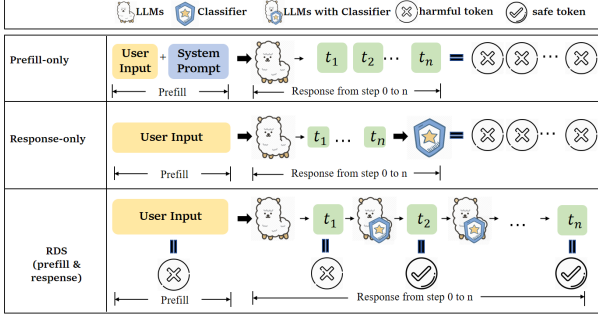 LLMs Classifier LLMs with Classifier harmful token safe token
Prefill-only
User Input + System Prompt t1 t2 ... tn = ...
Prefill Response from step 0 to n
Response-only
User Input t1 ... tn = ...
Prefill Response from step 0 to n
RDS
(prefill &
respense)
User Input t1 t2 ... tn
Prefill Response from step 0 to n